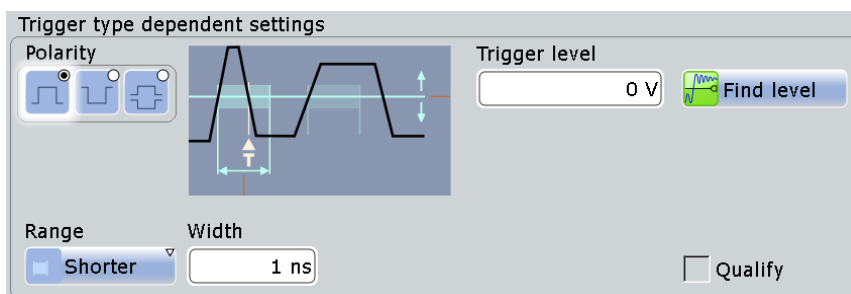 Trigger type dependent settings
Polarity
Trigger level
0 V
Find level
T
Range
Width
Shorter
1 ns
Qualify